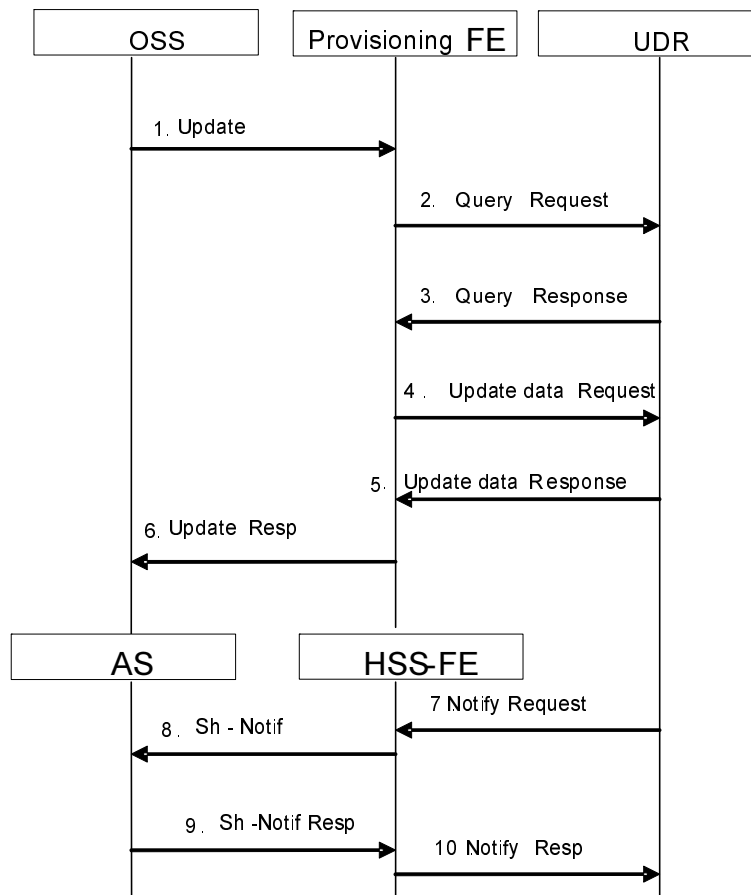 OSS
Provisioning FE
UDR
1. Update
2. Query Request
3. Query Response
4 . Update data Request
5. Update data Response
6. Update Resp
AS
HSS-FE
7 Notify Request
8. Sh - Notif
9. Sh -Notif Resp
10 Notify Resp